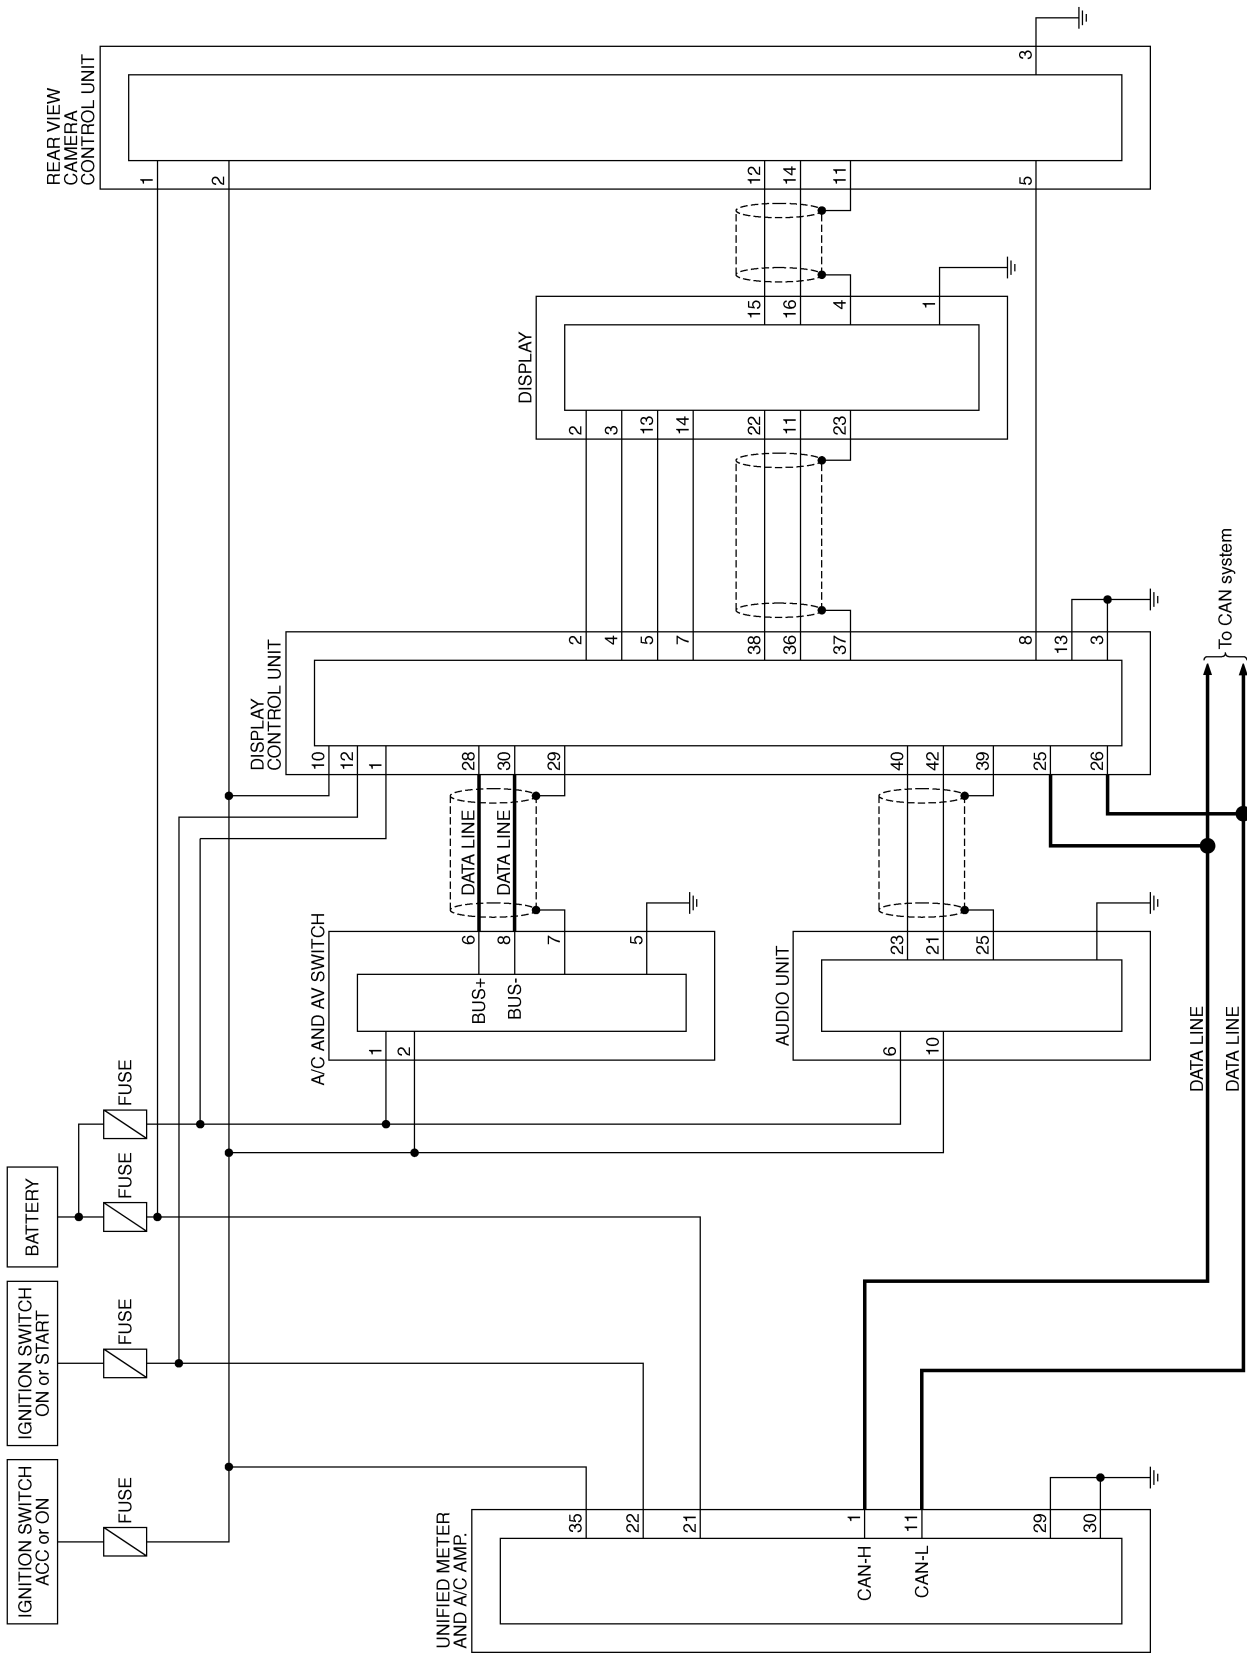 IGNITION SWITCH
ACC or ON
IGNITION SWITCH
ON or START
BATTERY
FUSE
FUSE
FUSE
FUSE
UNIFIED METER
AND A/C AMP.
35
22
21
1
11
29
30
CAN-H
CAN-L
A/C AND AV SWITCH
1
2
BUS+
BUS-
6
8
7
5
DATA LINE
DATA LINE
AUDIO UNIT
6
10
23
21
25
DATA LINE
DATA LINE
DISPLAY
CONTROL UNIT
10
12
1
28
30
29
40
42
39
25
26
2
4
5
7
38
36
37
8
13
3
To CAN system
DISPLAY
2
3
13
14
22
11
23
15
16
4
1
REAR VIEW
CAMERA
CONTROL UNIT
1
2
12
14
11
5
3